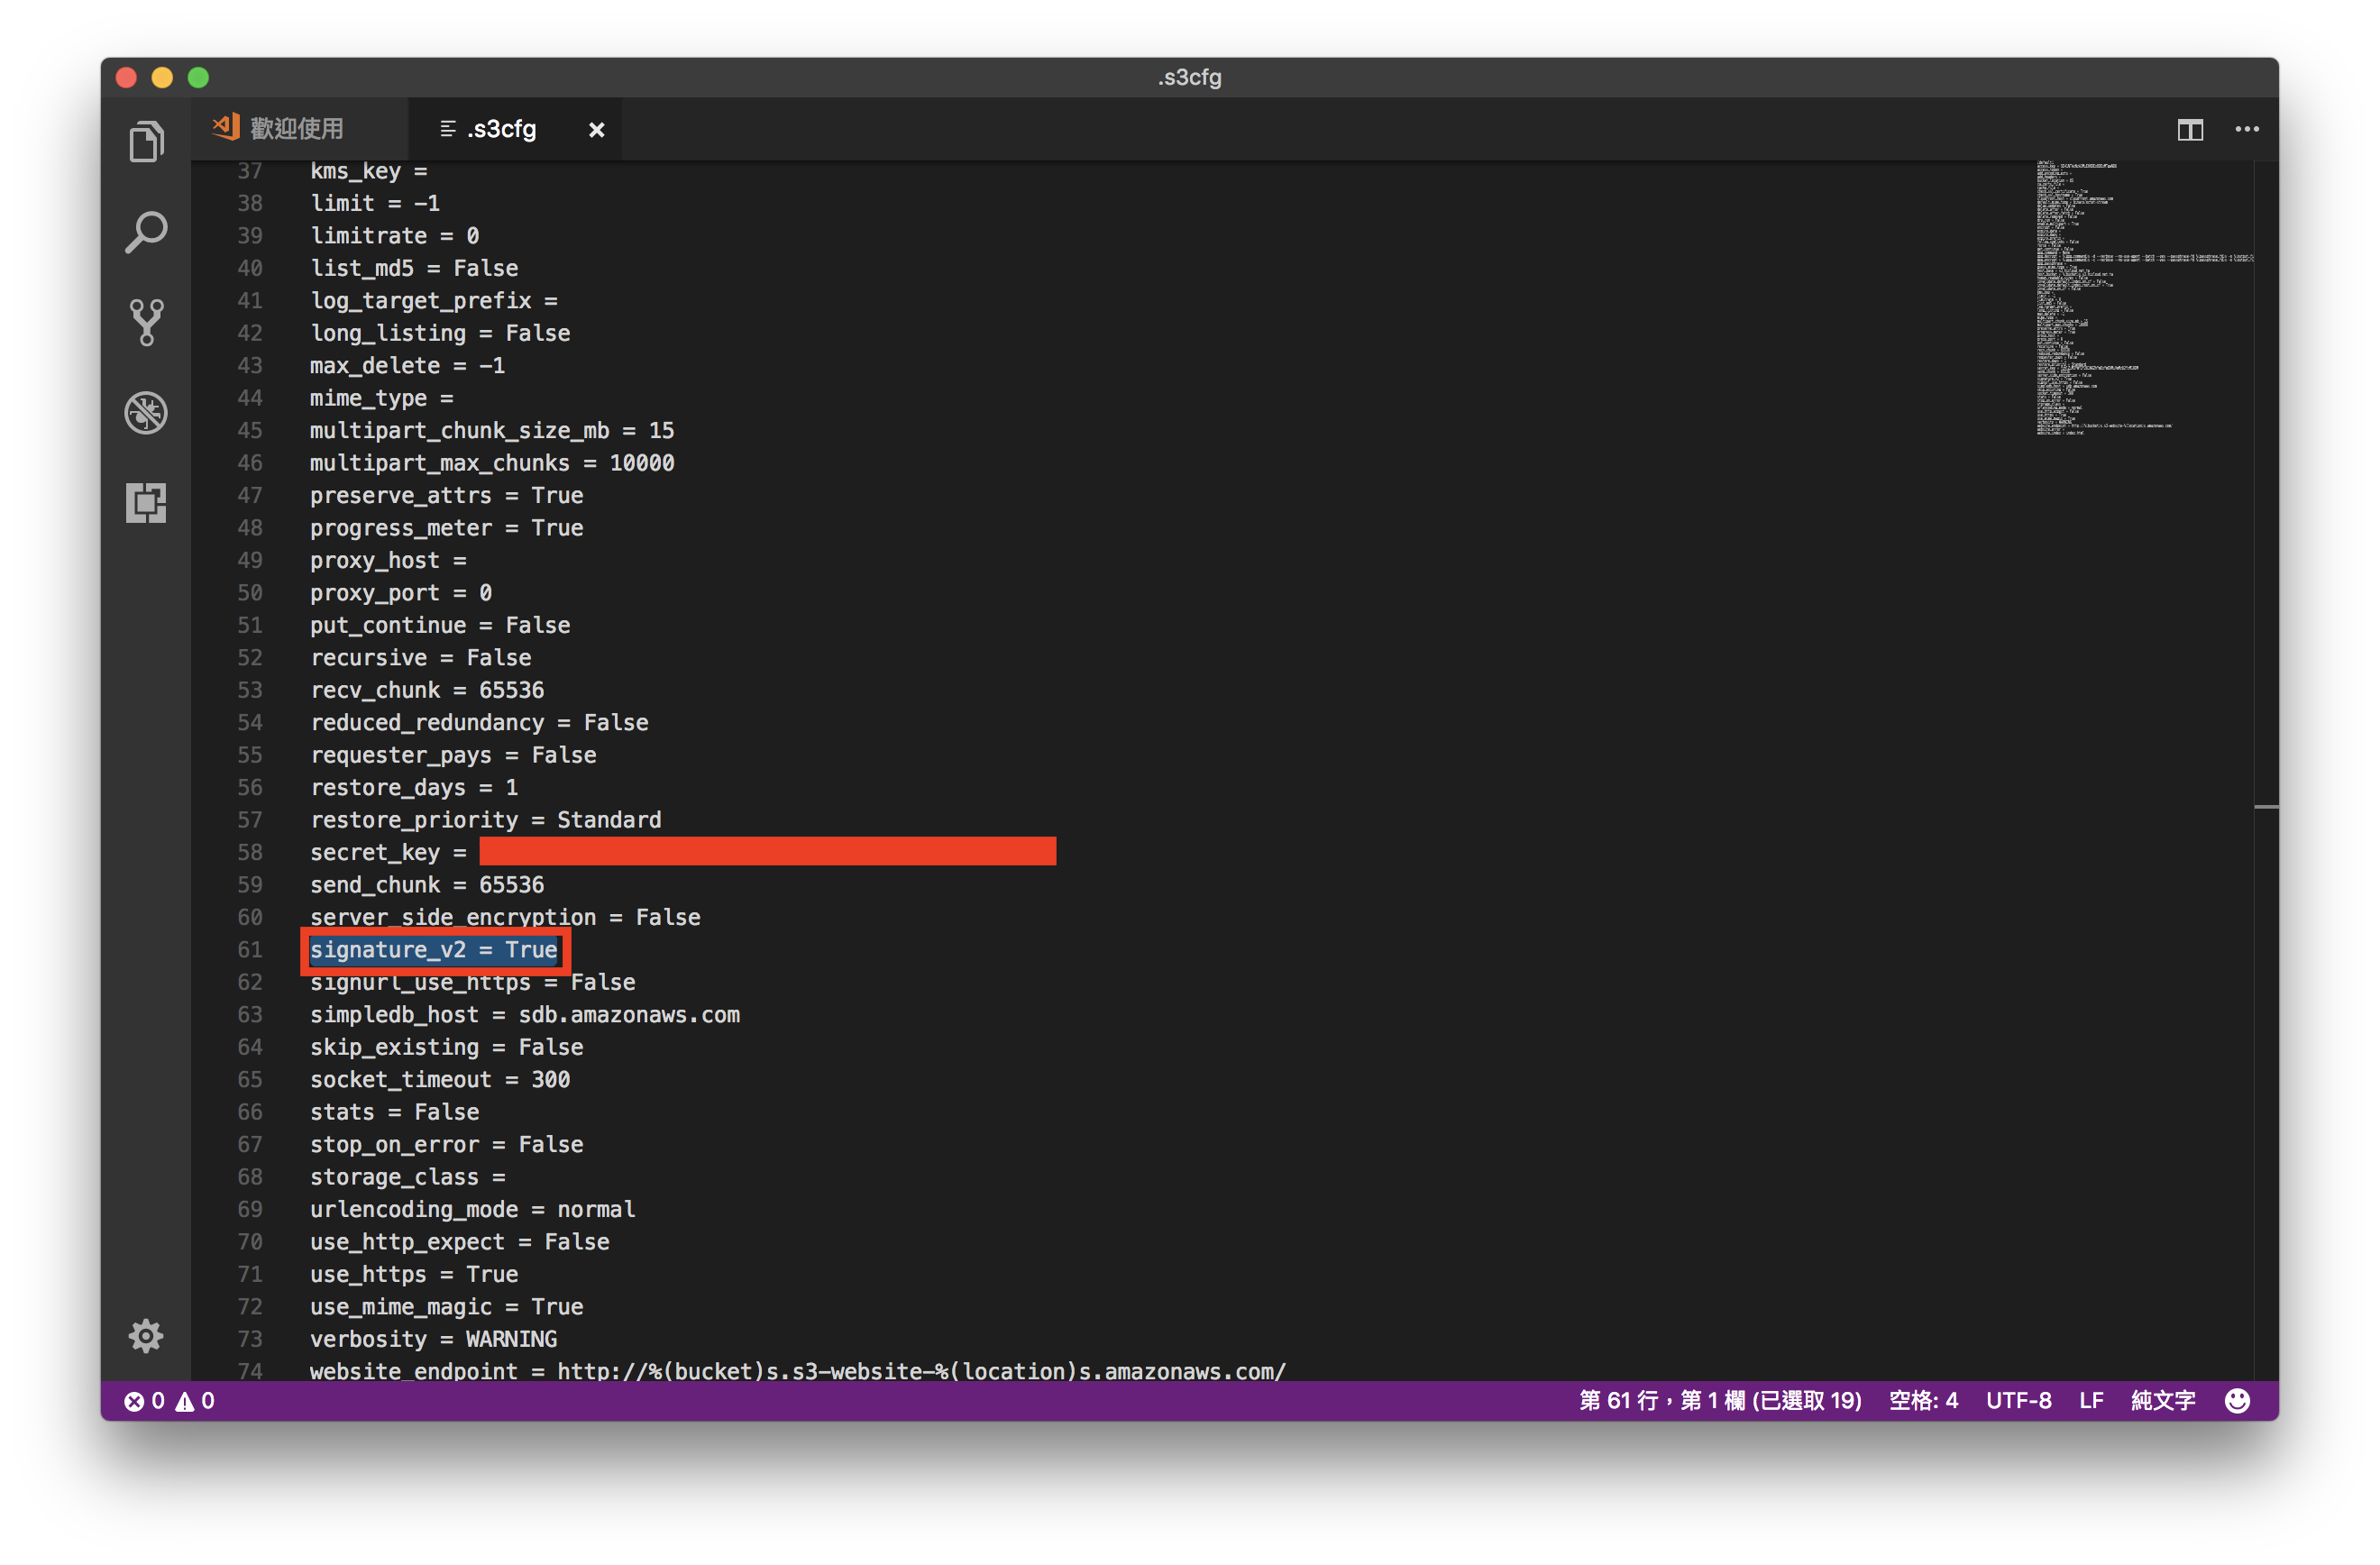 .s3cfg
歡迎使用
.s3cfg
37 kms_key =
38 limit = -1
39 limitrate = 0
40 list_md5 = False
41 log_target_prefix =
42 long_listing = False
43 max_delete = -1
44 mime_type =
45 multipart_chunk_size_mb = 15
46 multipart_max_chunks = 10000
47 preserve_attrs = True
48 progress_meter = True
49 proxy_host =
50 proxy_port = 0
51 put_continue = False
52 recursive = False
53 recv_chunk = 65536
54 reduced_redundancy = False
55 requester_pays = False
56 restore_days = 1
57 restore_priority = Standard
58 secret_key =
59 send_chunk = 65536
60 server_side_encryption = False
61 signature_v2 = True
62 signurl_use_https = False
63 simpledb_host = sdb.amazonaws.com
64 skip_existing = False
65 socket_timeout = 300
66 stats = False
67 stop_on_error = False
68 storage_class =
69 urlencoding_mode = normal
70 use_http_expect = False
71 use_https = True
72 use_mime_magic = True
73 verbosity = WARNING
74 website_endpoint = http://%(bucket)s.s3-website-%(location)s.amazonaws.com/
0 0 第 61 行，第 1 欄 (已選取 19) 空格: 4 UTF-8 LF 純文字